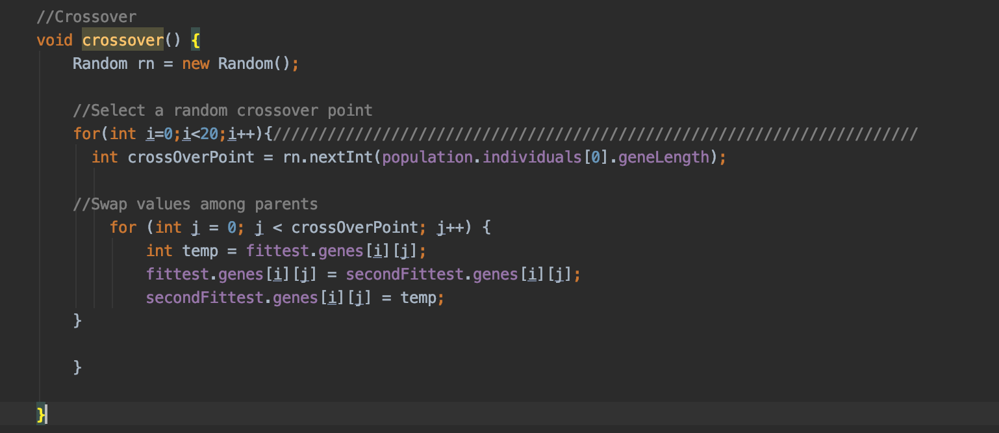 //Crossover
void crossover() {
Random rn = new Random();
//Select a random crossover point
for(int i=0;i<20;i++){///////////////////////////////////////////////////////////////////////
int crossOverPoint = rn.nextInt(population.individuals[0].geneLength);
//Swap values among parents
for (int j = 0; j < crossOverPoint; j++) {
int temp = fittest.genes[i][j];
fittest.genes[i][j] = secondFittest.genes[i][j];
secondFittest.genes[i][j] = temp;
}
}
}